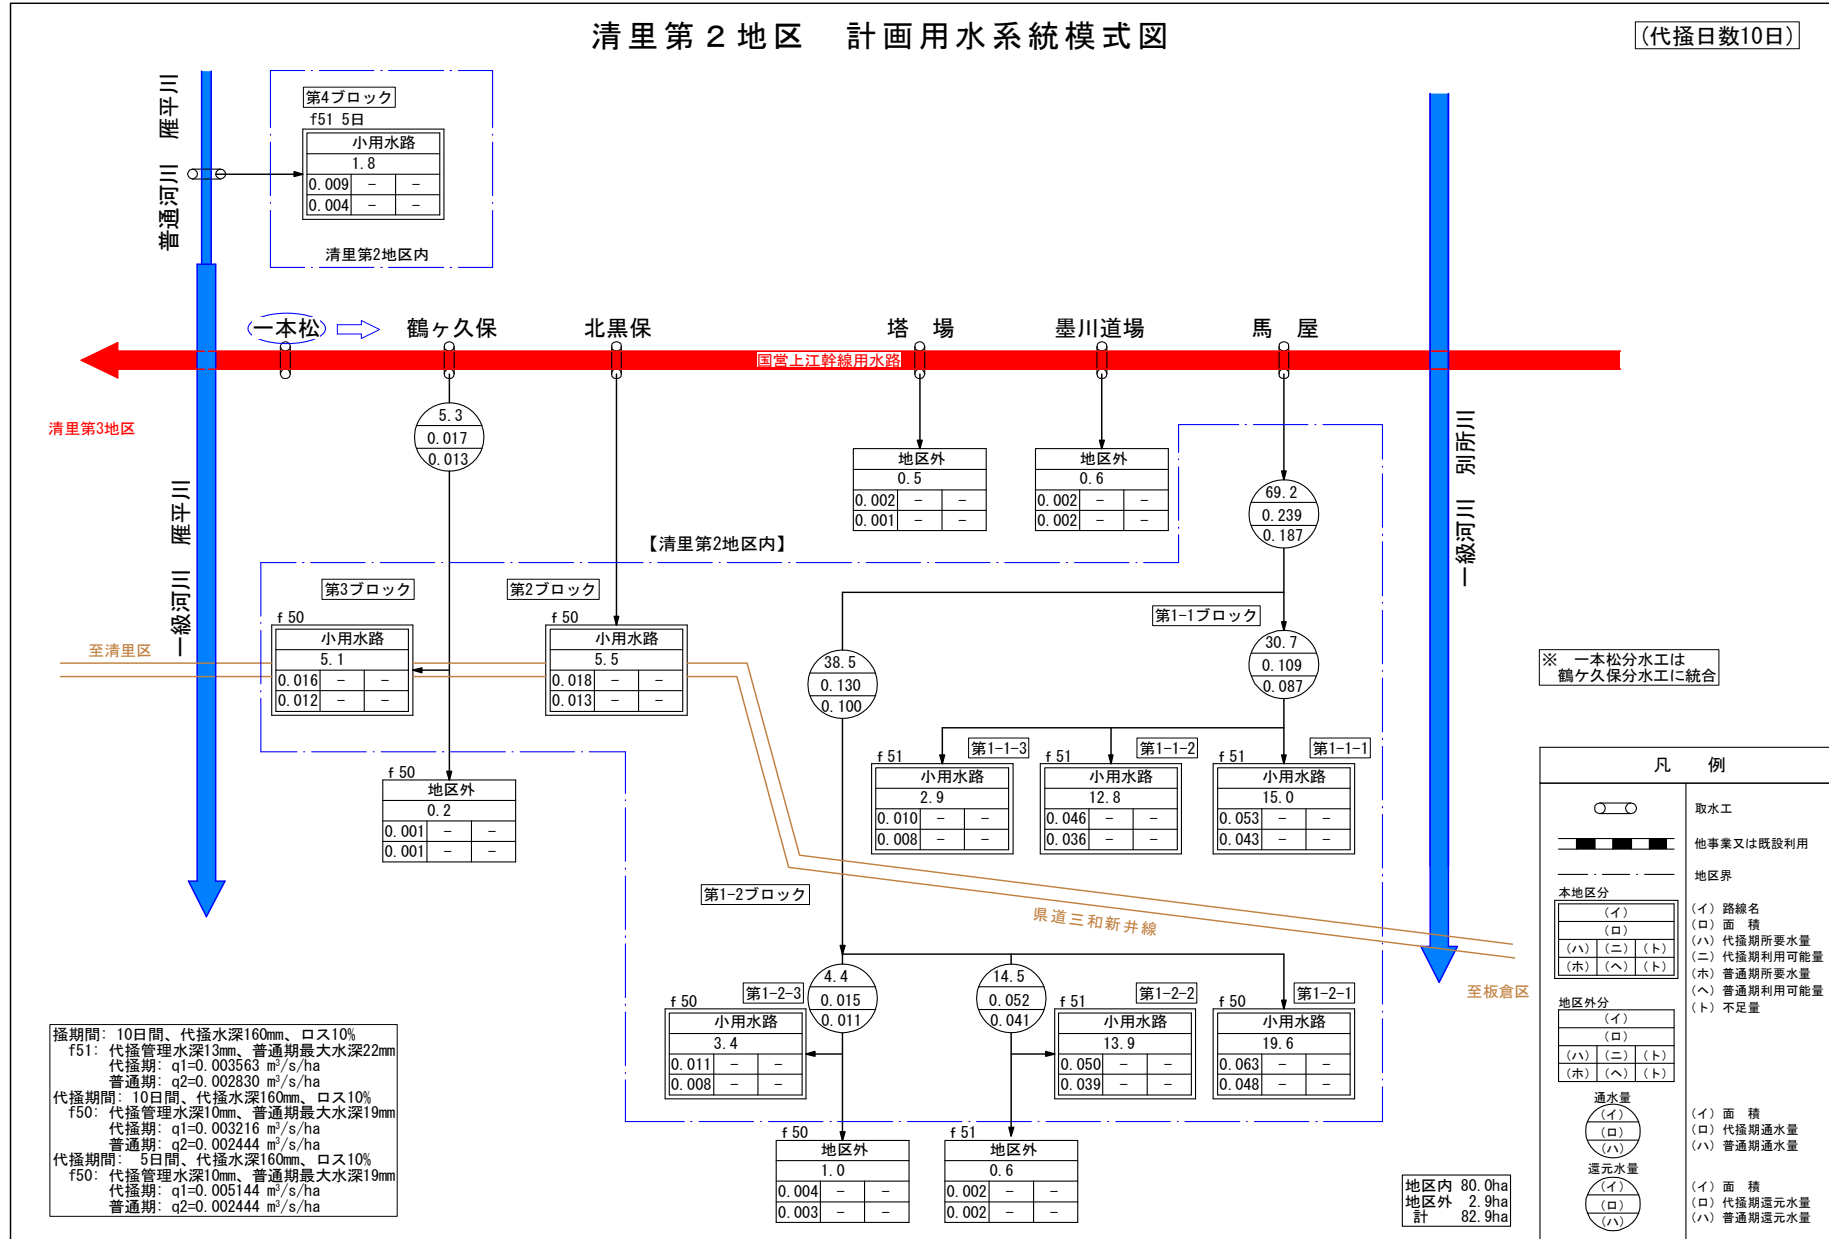 清里第２地区　計画用水系統模式図
(代掻日数10日)
普通河川　雁平川
第4ブロック
f51 5日
小用水路
1.8
0.009 － －
0.004 － －
清里第2地区内
一本松
鶴ヶ久保
北黒保
塔　場
墨川道場
馬　屋
国営上江幹線用水路
清里第3地区
一級河川　雁平川
一級河川　別所川
5.3
0.017
0.013
地区外
0.5
0.002 － －
0.001 － －
地区外
0.6
0.002 － －
0.002 － －
69.2
0.239
0.187
【清里第2地区内】
第3ブロック
f50
小用水路
5.1
0.016 － －
0.012 － －
第2ブロック
f50
小用水路
5.5
0.018 － －
0.013 － －
至清里区
38.5
0.130
0.100
第1-1ブロック
30.7
0.109
0.087
※　一本松分水工は
鶴ケ久保分水工に統合
f50
地区外
0.2
0.001 － －
0.001 － －
第1-1-3
f51
小用水路
2.9
0.010 － －
0.008 － －
第1-1-2
f51
小用水路
12.8
0.046 － －
0.036 － －
第1-1-1
f51
小用水路
15.0
0.053 － －
0.043 － －
第1-2ブロック
県道三和新井線
至板倉区
4.4
0.015
0.011
14.5
0.052
0.041
第1-2-3
f50
小用水路
3.4
0.011 － －
0.008 － －
第1-2-2
f51
小用水路
13.9
0.050 － －
0.039 － －
第1-2-1
f50
小用水路
19.6
0.063 － －
0.048 － －
f50
地区外
1.0
0.004 － －
0.003 － －
f51
地区外
0.6
0.002 － －
0.002 － －
掻期間: 10日間、代掻水深160mm、ロス10%
f51: 代掻管理水深13mm、普通期最大水深22mm
代掻期: q1=0.003563 m³/s/ha
普通期: q2=0.002830 m³/s/ha
代掻期間: 10日間、代掻水深160mm、ロス10%
f50: 代掻管理水深10mm、普通期最大水深19mm
代掻期: q1=0.003216 m³/s/ha
普通期: q2=0.002444 m³/s/ha
代掻期間:　5日間、代掻水深160mm、ロス10%
f50: 代掻管理水深10mm、普通期最大水深19mm
代掻期: q1=0.005144 m³/s/ha
普通期: q2=0.002444 m³/s/ha
地区内 80.0ha
地区外 2.9ha
計 82.9ha
凡　例
取水工
他事業又は既設利用
地区界
本地区分
(イ)
(ロ)
(ハ) (ニ) (ト)
(ホ) (ヘ) (ト)
(イ) 路線名
(ロ) 面　積
(ハ) 代掻期所要水量
(ニ) 代掻期利用可能量
(ホ) 普通期所要水量
(ヘ) 普通期利用可能量
(ト) 不足量
地区外分
(イ)
(ロ)
(ハ) (ニ) (ト)
(ホ) (ヘ) (ト)
通水量
(イ)
(ロ)
(ハ)
(イ) 面　積
(ロ) 代掻期通水量
(ハ) 普通期通水量
還元水量
(イ)
(ロ)
(ハ)
(イ) 面　積
(ロ) 代掻期還元水量
(ハ) 普通期還元水量